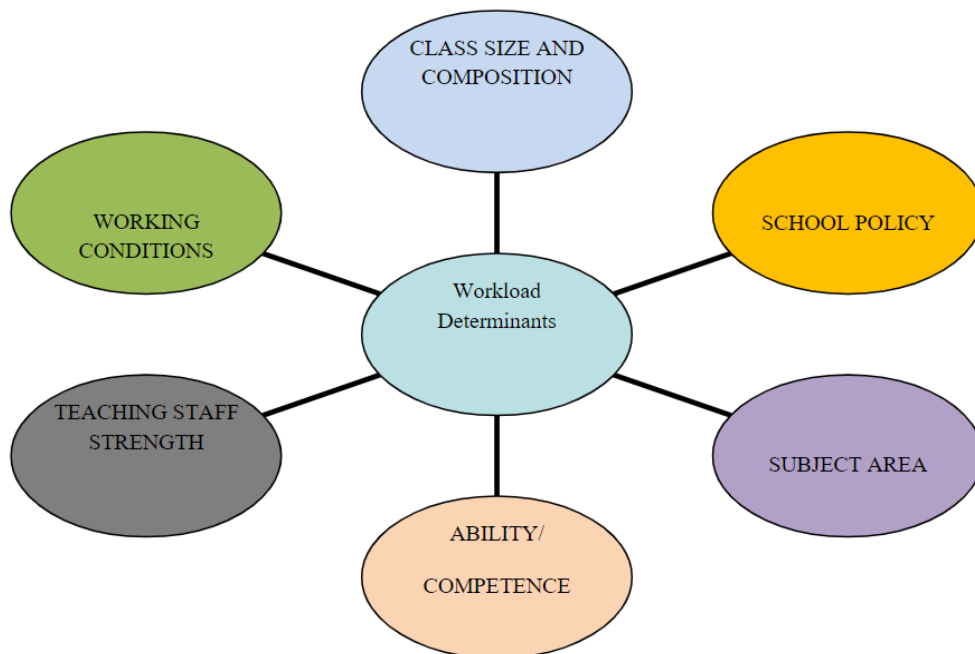 CLASS SIZE AND
COMPOSITION
WORKING
CONDITIONS
SCHOOL POLICY
Workload
Determinants
TEACHING STAFF
STRENGTH
SUBJECT AREA
ABILITY/
COMPETENCE